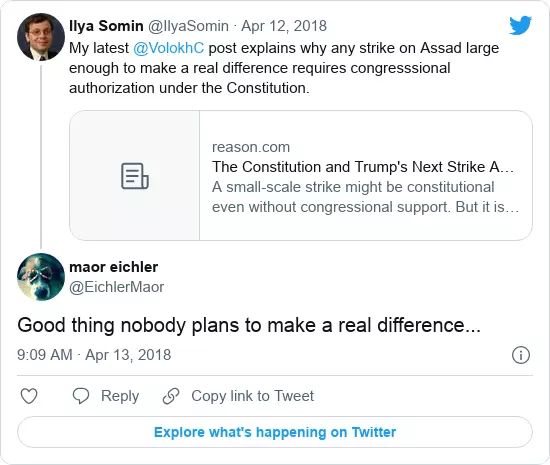 Ilya Somin @IlyaSomin · Apr 12, 2018
My latest @VolokhC post explains why any strike on Assad large
enough to make a real difference requires congresssional
authorization under the Constitution.
reason.com
The Constitution and Trump's Next Strike A...
A small-scale strike might be constitutional
even without congressional support. But it is...
maor eichler
@EichlerMaor
Good thing nobody plans to make a real difference...
9:09 AM · Apr 13, 2018
Reply
Copy link to Tweet
Explore what's happening on Twitter